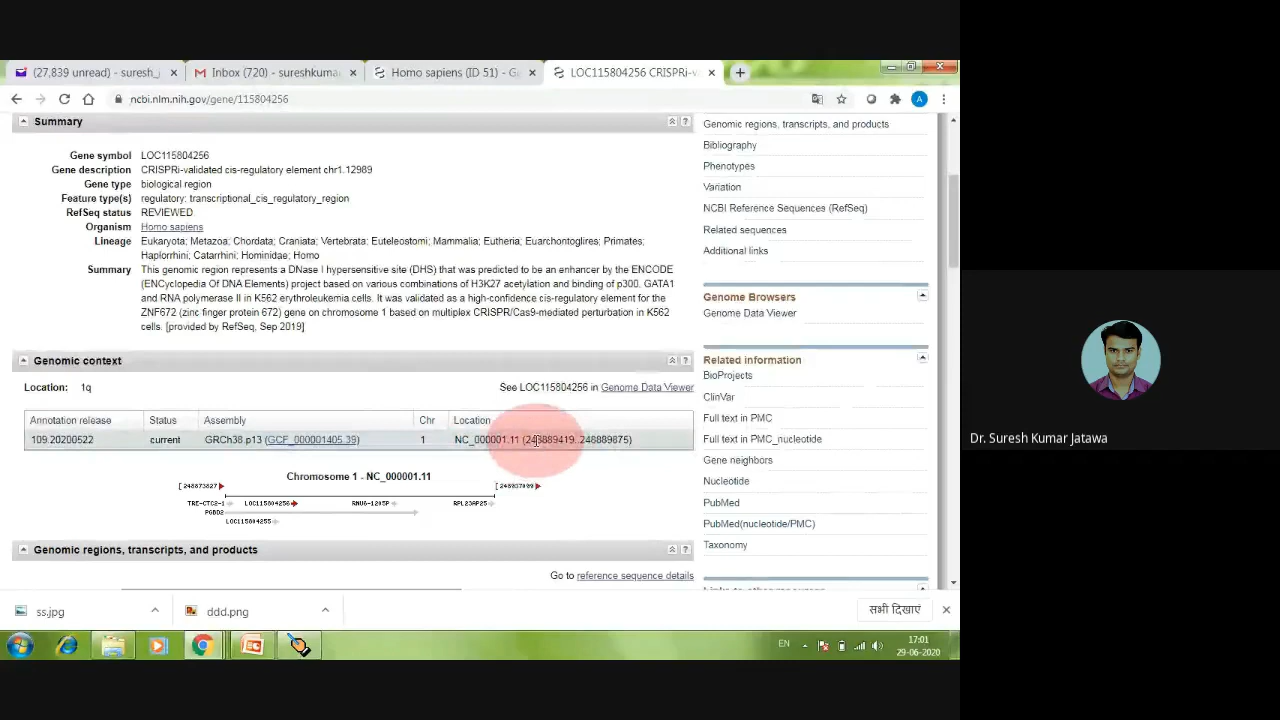 (27,839 unread) - suresh_j
Inbox (720) - sureshkumar
Homo sapiens (ID 51) - Ge
LOC115804256 CRISPRi-v
ncbi.nlm.nih.gov/gene/115804256
A
Summary
Gene symbol LOC115804256
Gene description CRISPRi-validated cis-regulatory element chr1.12989
Gene type biological region
Feature type(s) regulatory: transcriptional_cis_regulatory_region
RefSeq status REVIEWED
Organism Homo sapiens
Lineage Eukaryota; Metazoa; Chordata; Craniata; Vertebrata; Euteleostomi; Mammalia; Eutheria; Euarchontoglires; Primates;
Haplorrhini; Catarrhini; Hominidae; Homo
Summary This genomic region represents a DNase I hypersensitive site (DHS) that was predicted to be an enhancer by the ENCODE
(ENCyclopedia Of DNA Elements) project based on various combinations of H3K27 acetylation and binding of p300, GATA1
and RNA polymerase II in K562 erythroleukemia cells. It was validated as a high-confidence cis-regulatory element for the
ZNF672 (zinc finger protein 672) gene on chromosome 1 based on multiplex CRISPR/Cas9-mediated perturbation in K562
cells. [provided by RefSeq, Sep 2019]
Genomic context
Location: 1q
See LOC115804256 in Genome Data Viewer
Annotation release Status Assembly Chr Location
109.20200522 current GRCh38.p13 (GCF_000001405.39) 1 NC_000001.11 (248889419..248889875)
Chromosome 1 - NC_000001.11
TRE-CTC2-1 LOC115804256 RNU6-1205P RPL23AP25
PGBD2
LOC115804255
Genomic regions, transcripts, and products
Go to reference sequence details
Genomic regions, transcripts, and products
Bibliography
Phenotypes
Variation
NCBI Reference Sequences (RefSeq)
Related sequences
Additional links
Genome Browsers
Genome Data Viewer
Related information
BioProjects
ClinVar
Full text in PMC
Full text in PMC_nucleotide
Gene neighbors
Nucleotide
PubMed
PubMed(nucleotide/PMC)
Taxonomy
ss.jpg
ddd.png
सभी दिखाएं
EN
17:01
29-06-2020
Dr. Suresh Kumar Jatawa